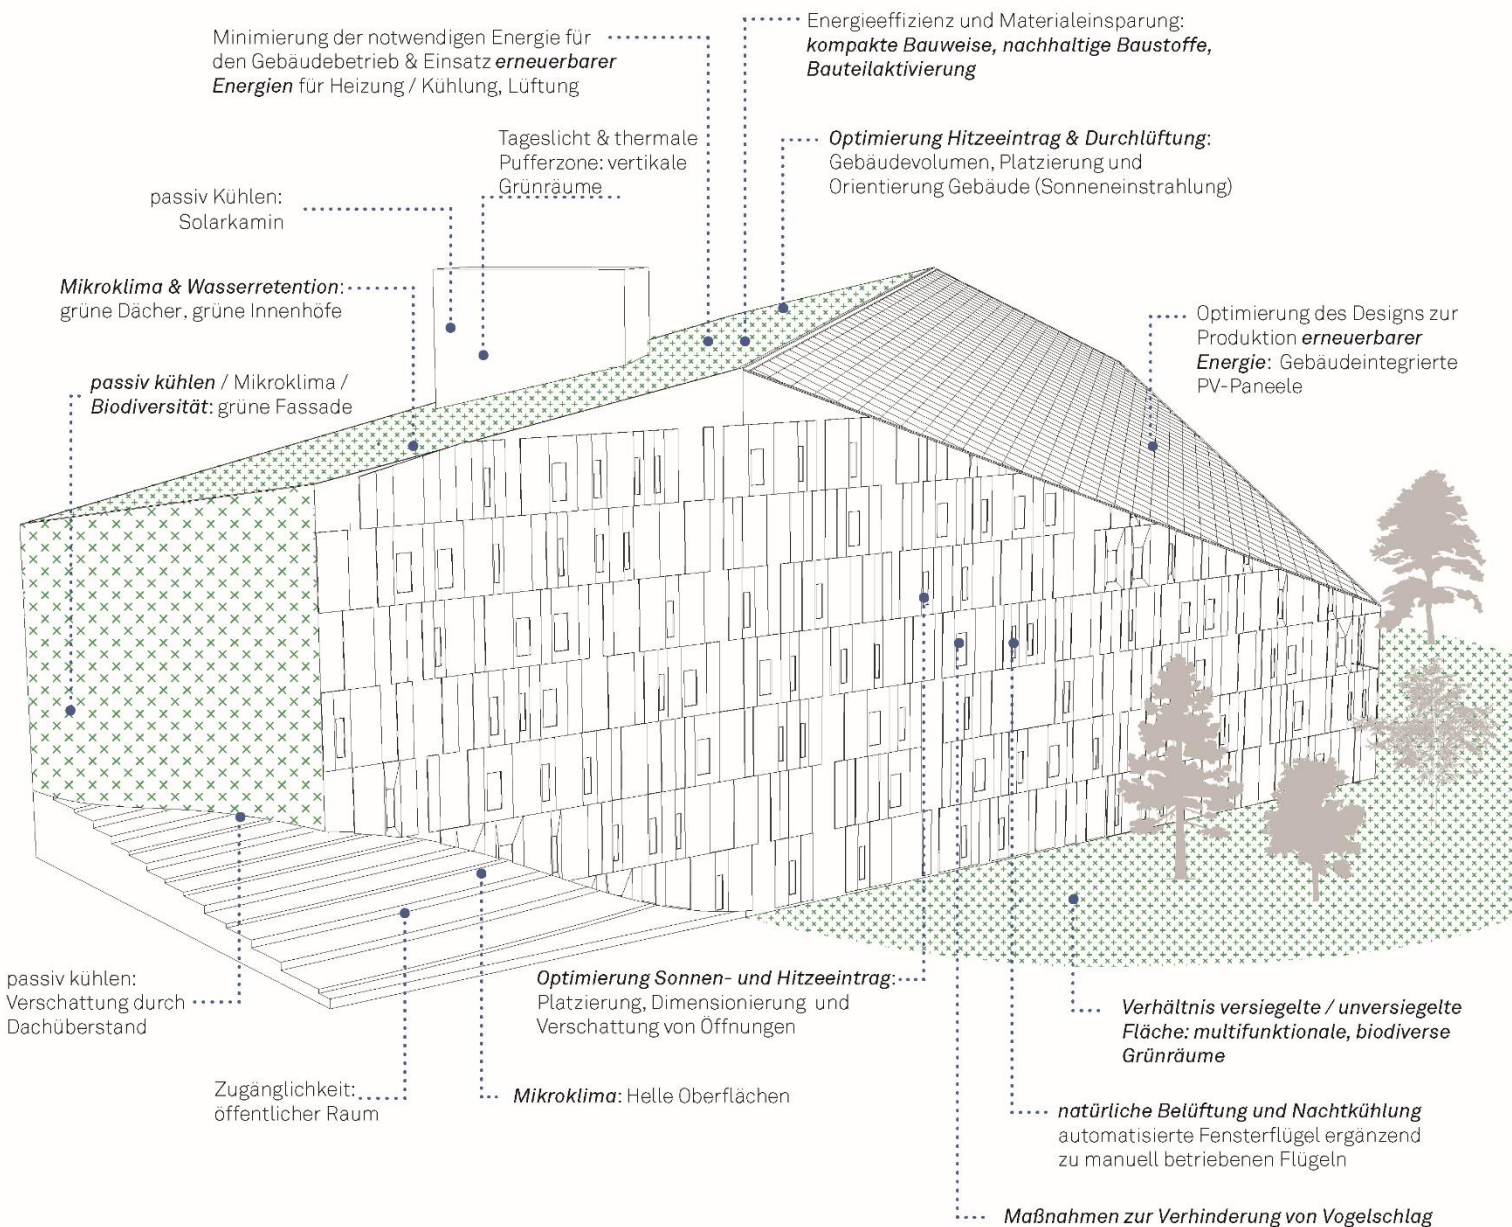 Minimierung der notwendigen Energie für
den Gebäudebetrieb & Einsatz erneuerbarer
Energien für Heizung / Kühlung, Lüftung
Energieeffizienz und Materialeinsparung:
kompakte Bauweise, nachhaltige Baustoffe,
Bauteilaktivierung
Tageslicht & thermale
Pufferzone: vertikale
Grünräume
Optimierung Hitzeeintrag & Durchlüftung:
Gebäudevolumen, Platzierung und
Orientierung Gebäude (Sonneneinstrahlung)
passiv Kühlen:
Solarkamin
Mikroklima & Wasserretention:
grüne Dächer, grüne Innenhöfe
Optimierung des Designs zur
Produktion erneuerbarer
Energie: Gebäudeintegrierte
PV-Paneele
passiv kühlen / Mikroklima /
Biodiversität: grüne Fassade
passiv kühlen:
Verschattung durch
Dachüberstand
Optimierung Sonnen- und Hitzeeintrag:
Platzierung, Dimensionierung und
Verschattung von Öffnungen
Verhältnis versiegelte / unversiegelte
Fläche: multifunktionale, biodiverse
Grünräume
Zugänglichkeit:
öffentlicher Raum
Mikroklima: Helle Oberflächen
natürliche Belüftung und Nachtkühlung
automatisierte Fensterflügel ergänzend
zu manuell betriebenen Flügeln
Maßnahmen zur Verhinderung von Vogelschlag